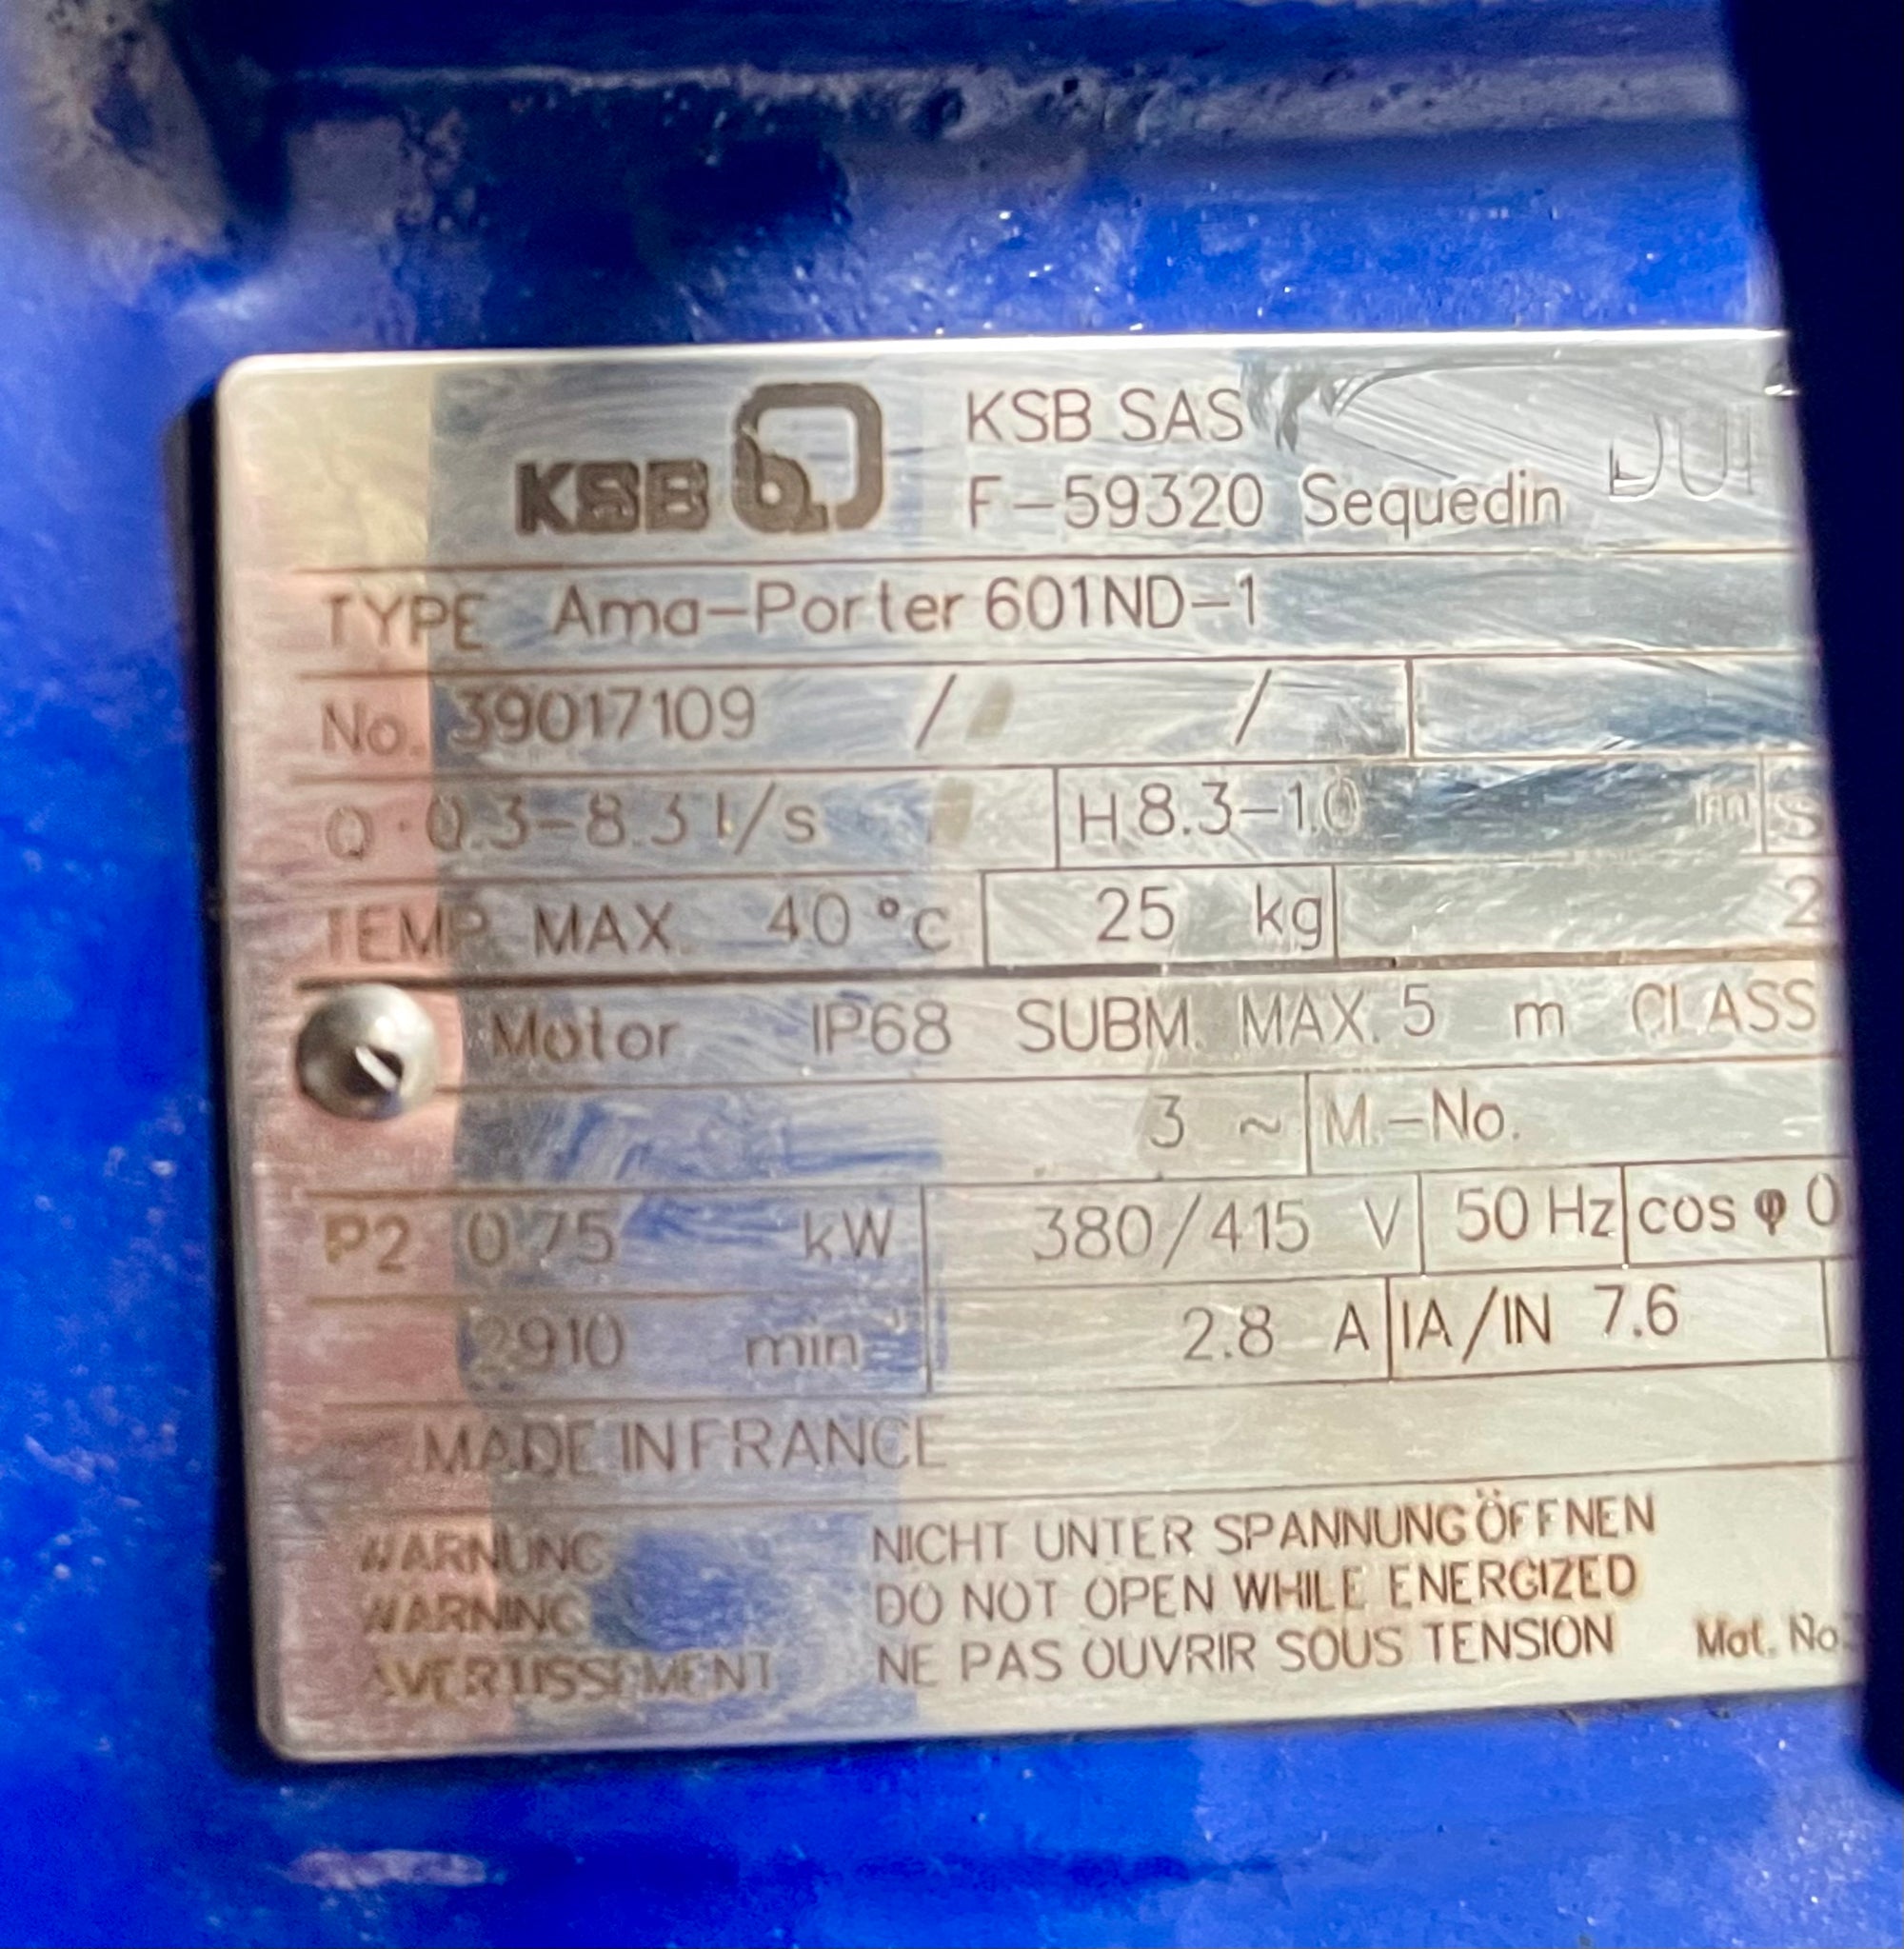 KSB
KSB SAS
F-59320 Sequedin
TYPE Ama-Porter 601ND-1
No. 39017109 / /
Q 0.3-8.3 l/s H 8.3-1.0 m S
TEMP. MAX. 40 °C 25 kg 2
Motor IP68 SUBM. MAX. 5 m CLASS
3 ~ M.-No.
P2 0.75 kW 380/415 V 50 Hz cos φ 0
2910 min⁻¹ 2.8 A IA/IN 7.6
MADE IN FRANCE
WARNUNG NICHT UNTER SPANNUNG ÖFFNEN
WARNING DO NOT OPEN WHILE ENERGIZED
AVERTISSEMENT NE PAS OUVRIR SOUS TENSION Mat. No